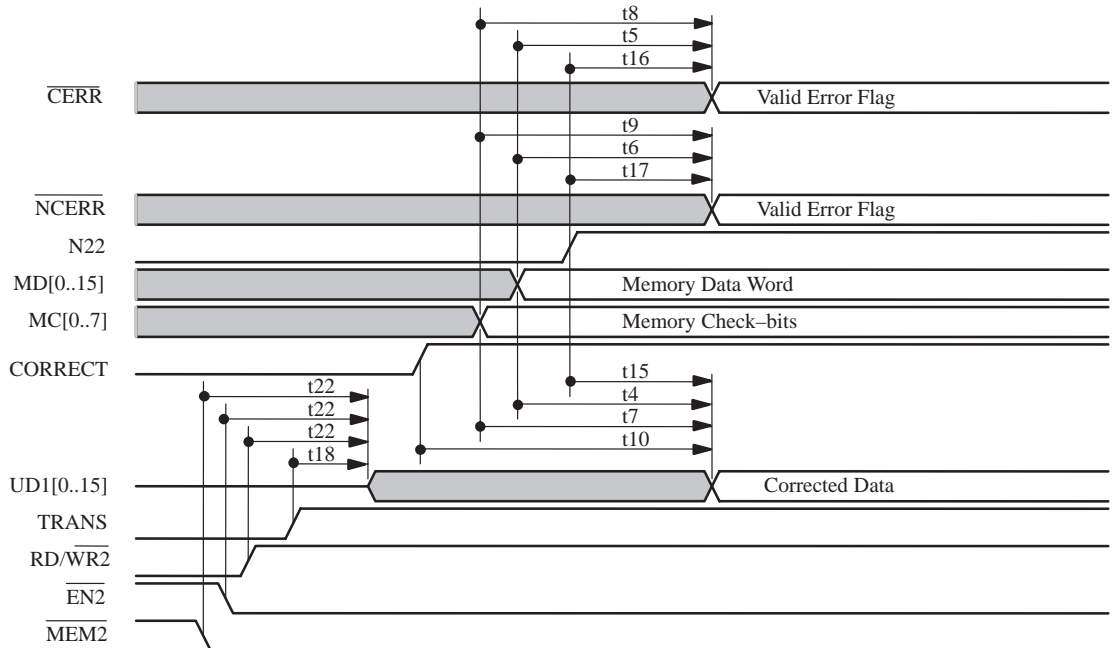 t8
t5
t16
CERR Valid Error Flag
t9
t6
t17
NCERR Valid Error Flag
N22
MD[0..15] Memory Data Word
MC[0..7] Memory Check–bits
CORRECT
t15
t22
t4
t22
t7
t22
t10
t18
UD1[0..15] Corrected Data
TRANS
RD/WR2
EN2
MEM2